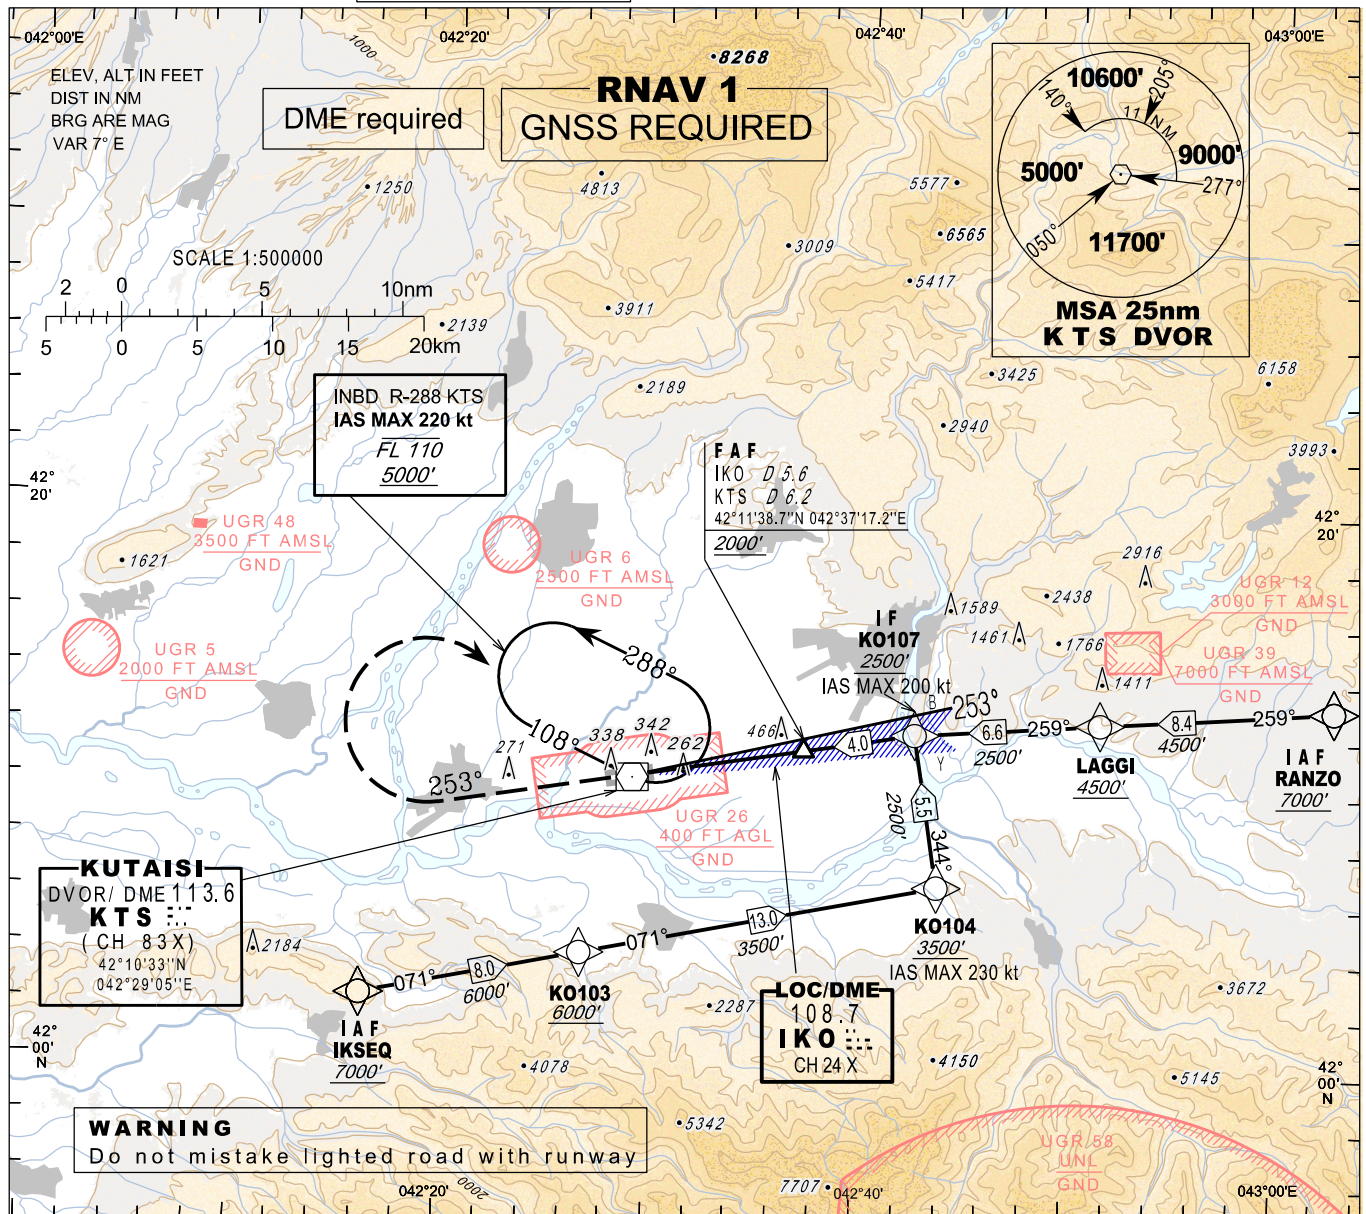 042°00'E
042°20'
042°40'
043°00'E
ELEV, ALT IN FEET
DIST IN NM
BRG ARE MAG
VAR 7° E
DME required
RNAV 1
GNSS REQUIRED
1000
8268
10600'
140°
205°
11 NM
5000'
9000'
277°
050°
11700'
MSA 25nm
K T S DVOR
1250
4813
5577
6565
3009
5417
SCALE 1:500000
2 0 5 10nm
5 0 5 10 15 20km
3911
2139
2189
3425
6158
2940
3993
INBD R-288 KTS
IAS MAX 220 kt
FL 110
5000'
F A F
IKO D 5.6
KTS D 6.2
42°11'38.7"N 042°37'17.2"E
2000'
42°
20'
42°
20'
UGR 48
3500 FT AMSL
GND
1621
UGR 6
2500 FT AMSL
GND
UGR 5
2000 FT AMSL
GND
2916
UGR 12
3000 FT AMSL
GND
2438
1589
1461
1766
1411
UGR 39
7000 FT AMSL
GND
I F
KO107
2500'
IAS MAX 200 kt
288°
108°
253°
338
342
262
271
466
4.0
B
Y
253°
6.6
2500'
259°
LAGGI
4500'
8.4
4500'
259°
I A F
RANZO
7000'
UGR 26
400 FT AGL
GND
5.5
2500'
344°
KUTAISI
DVOR/ DME 113.6
KTS
( CH 83X)
42°10'33"N
042°29'05"E
2184
071°
8.0
6000'
KO103
6000'
071°
13.0
3500'
KO104
3500'
IAS MAX 230 kt
I A F
IKSEQ
7000'
LOC/DME
108.7
IKO
CH 24 X
2287
3672
4078
4150
5145
5342
7707
42°
00'
N
42°
00'
N
WARNING
Do not mistake lighted road with runway
UGR 58
UNL
GND
2000
042°20'
042°40'
043°00'E